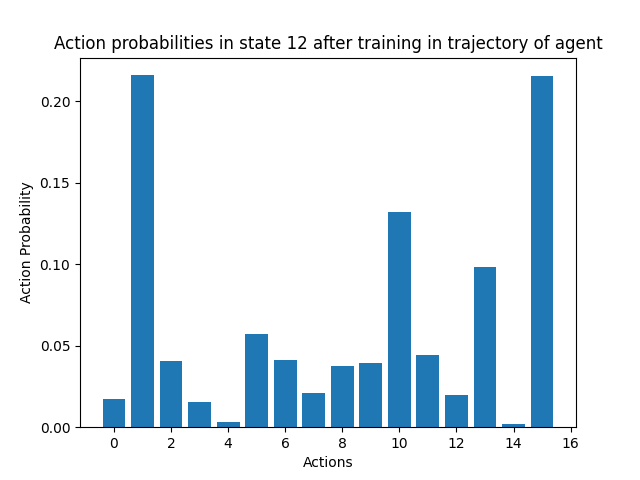 Action probabilities in state 12 after training in trajectory of agent
0.20
0.15
0.10
0.05
0.00
Action Probability
0 2 4 6 8 10 12 14 16
Actions